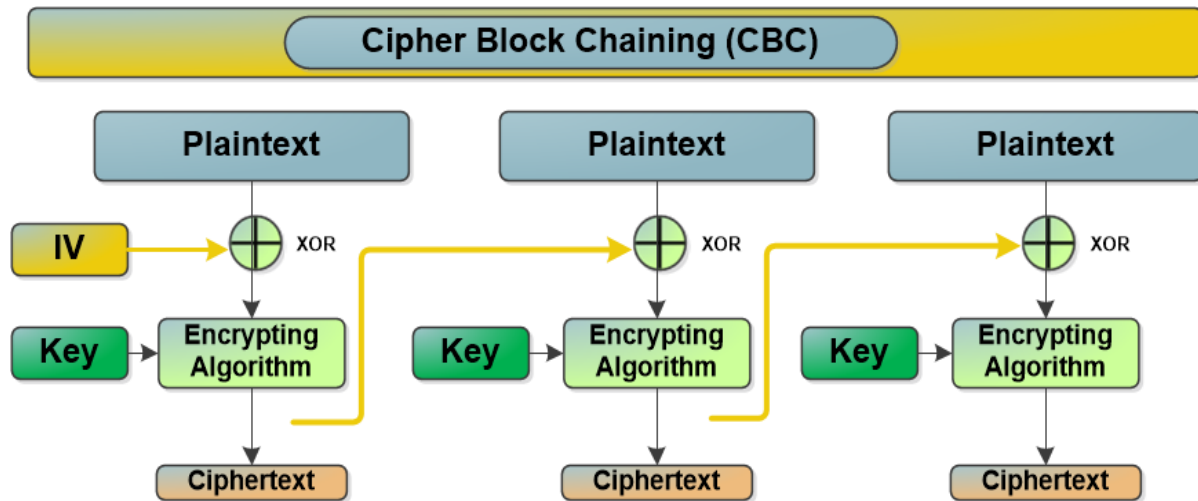 Cipher Block Chaining (CBC)
Plaintext
Plaintext
Plaintext
IV
XOR
XOR
XOR
Key
Encrypting
Algorithm
Key
Encrypting
Algorithm
Key
Encrypting
Algorithm
Ciphertext
Ciphertext
Ciphertext